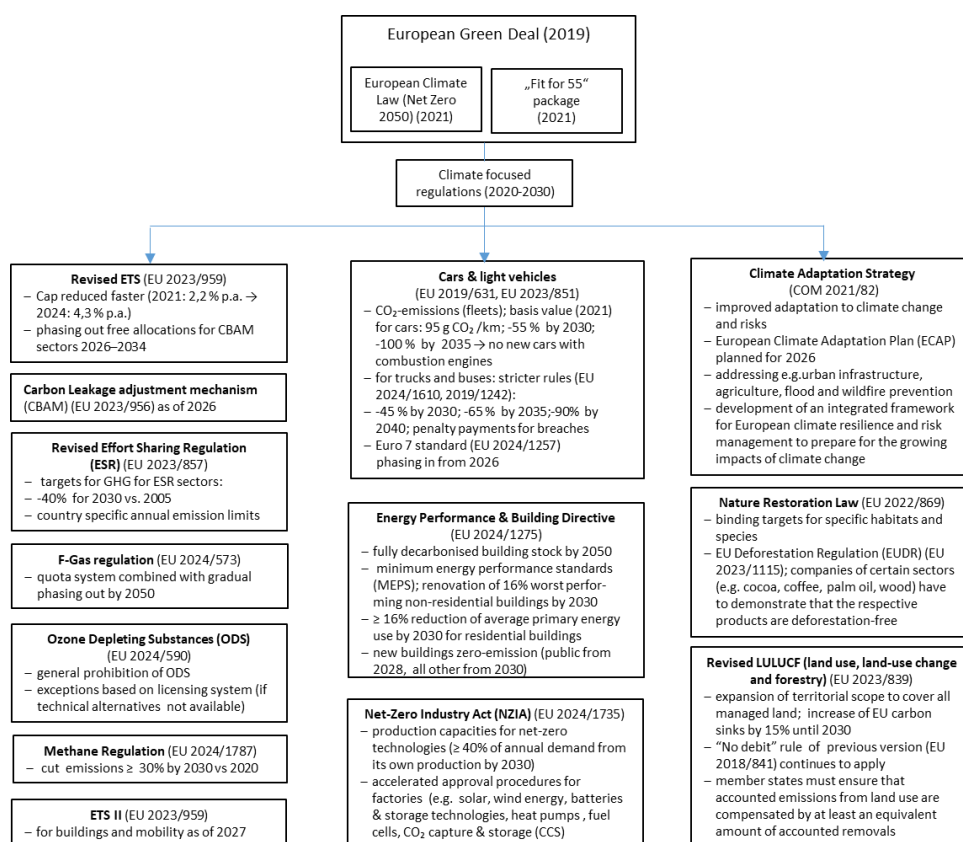 European Green Deal (2019)
European Climate
Law (Net Zero
2050) (2021)
„Fit for 55“
package
(2021)
Climate focused
regulations (2020-2030)
Revised ETS (EU 2023/959)
– Cap reduced faster (2021: 2,2 % p.a. →
2024: 4,3 % p.a.)
– phasing out free allocations for CBAM
sectors 2026–2034
Carbon Leakage adjustment mechanism
(CBAM) (EU 2023/956) as of 2026
Revised Effort Sharing Regulation
(ESR) (EU 2023/857)
– targets for GHG for ESR sectors:
– -40% for 2030 vs. 2005
– country specific annual emission limits
F-Gas regulation (EU 2024/573)
– quota system combined with gradual
phasing out by 2050
Ozone Depleting Substances (ODS)
(EU 2024/590)
– general prohibition of ODS
– exceptions based on licensing system (if
technical alternatives not available)
Methane Regulation (EU 2024/1787)
– cut emissions ≥ 30% by 2030 vs 2020
ETS II (EU 2023/959)
– for buildings and mobility as of 2027
Cars & light vehicles
(EU 2019/631, EU 2023/851)
– CO₂-emissions (fleets); basis value (2021)
for cars: 95 g CO₂ /km; -55 % by 2030;
-100 % by 2035 → no new cars with
combustion engines
– for trucks and buses: stricter rules (EU
2024/1610, 2019/1242):
– -45 % by 2030; -65% by 2035;-90% by
2040; penalty payments for breaches
– Euro 7 standard (EU 2024/1257)
phasing in from 2026
Energy Performance & Building Directive
(EU 2024/1275)
– fully decarbonised building stock by 2050
– minimum energy performance standards
(MEPS); renovation of 16% worst perfor-
ming non-residential buildings by 2030
– ≥ 16% reduction of average primary energy
use by 2030 for residential buildings
– new buildings zero-emission (public from
2028, all other from 2030)
Net-Zero Industry Act (NZIA) (EU 2024/1735)
– production capacities for net-zero
technologies (≥ 40% of annual demand from
its own production by 2030)
– accelerated approval procedures for
factories (e.g. solar, wind energy, batteries
& storage technologies, heat pumps , fuel
cells, CO₂ capture & storage (CCS)
Climate Adaptation Strategy
(COM 2021/82)
– improved adaptation to climate change
and risks
– European Climate Adaptation Plan (ECAP)
planned for 2026
– addressing e.g.urban infrastructure,
agriculture, flood and wildfire prevention
– development of an integrated framework
for European climate resilience and risk
management to prepare for the growing
impacts of climate change
Nature Restoration Law (EU 2022/869)
– binding targets for specific habitats and
species
– EU Deforestation Regulation (EUDR) (EU
2023/1115); companies of certain sectors
(e.g. cocoa, coffee, palm oil, wood) have
to demonstrate that the respective
products are deforestation-free
Revised LULUCF (land use, land-use change
and forestry) (EU 2023/839)
– expansion of territorial scope to cover all
managed land; increase of EU carbon
sinks by 15% until 2030
– “No debit” rule of previous version (EU
2018/841) continues to apply
– member states must ensure that
accounted emissions from land use are
compensated by at least an equivalent
amount of accounted removals